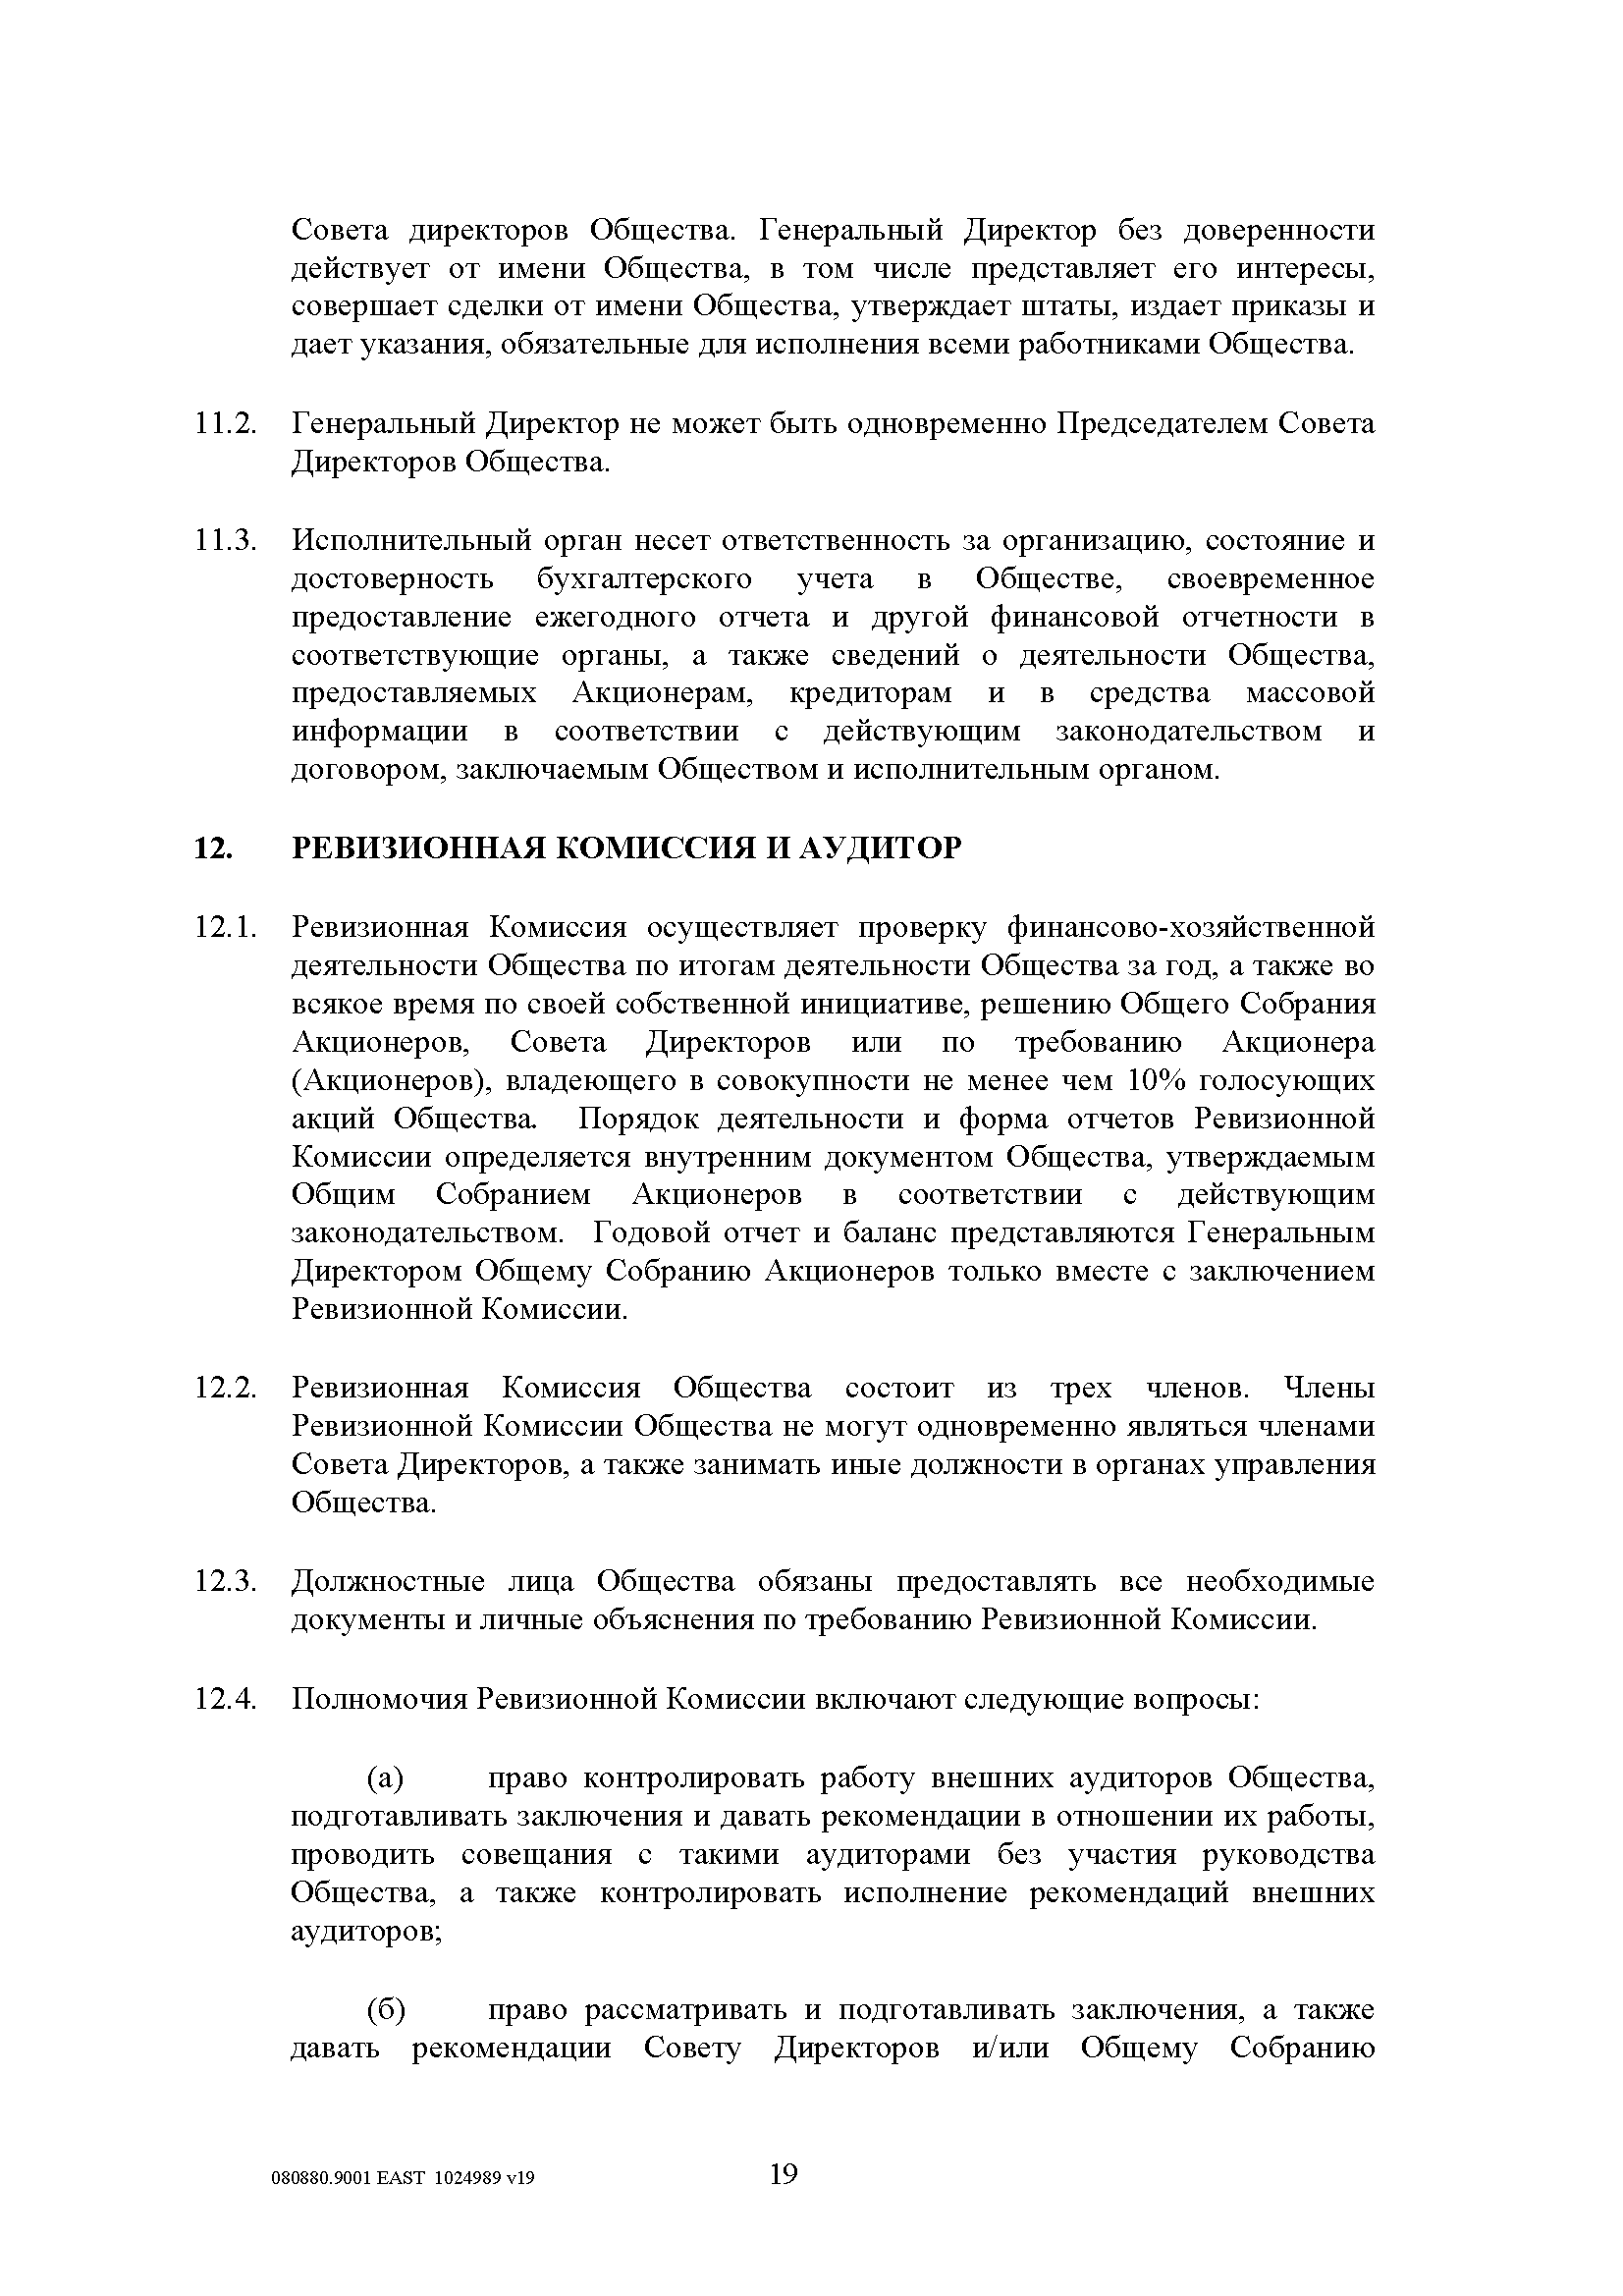 Совета директоров Общества. Генеральный Директор без доверенности
действует от имени Общества, в том числе представляет его интересы,
совершает сделки от имени Общества, утверждает штаты, издает приказы и
дает указания, обязательные для исполнения всеми работниками Общества.
11.2. Генеральный Директор не может быть одновременно Председателем Совета
Директоров Общества.
11.3. Исполнительный орган несет ответственность за организацию, состояние и
достоверность бухгалтерского учета в Обществе, своевременное
предоставление ежегодного отчета и другой финансовой отчетности в
соответствующие органы, а также сведений о деятельности Общества,
предоставляемых Акционерам, кредиторам и в средства массовой
информации в соответствии с действующим законодательством и
договором, заключаемым Обществом и исполнительным органом.
12. РЕВИЗИОННАЯ КОМИССИЯ И АУДИТОР
12.1. Ревизионная Комиссия осуществляет проверку финансово-хозяйственной
деятельности Общества по итогам деятельности Общества за год, а также во
всякое время по своей собственной инициативе, решению Общего Собрания
Акционеров, Совета Директоров или по требованию Акционера
(Акционеров), владеющего в совокупности не менее чем 10% голосующих
акций Общества. Порядок деятельности и форма отчетов Ревизионной
Комиссии определяется внутренним документом Общества, утверждаемым
Общим Собранием Акционеров в соответствии с действующим
законодательством. Годовой отчет и баланс представляются Генеральным
Директором Общему Собранию Акционеров только вместе с заключением
Ревизионной Комиссии.
12.2. Ревизионная Комиссия Общества состоит из трех членов. Члены
Ревизионной Комиссии Общества не могут одновременно являться членами
Совета Директоров, а также занимать иные должности в органах управления
Общества.
12.3. Должностные лица Общества обязаны предоставлять все необходимые
документы и личные объяснения по требованию Ревизионной Комиссии.
12.4. Полномочия Ревизионной Комиссии включают следующие вопросы:
(а) право контролировать работу внешних аудиторов Общества,
подготавливать заключения и давать рекомендации в отношении их работы,
проводить совещания с такими аудиторами без участия руководства
Общества, а также контролировать исполнение рекомендаций внешних
аудиторов;
(б) право рассматривать и подготавливать заключения, а также
давать рекомендации Совету Директоров и/или Общему Собранию
080880.9001 EAST 1024989 v19 19